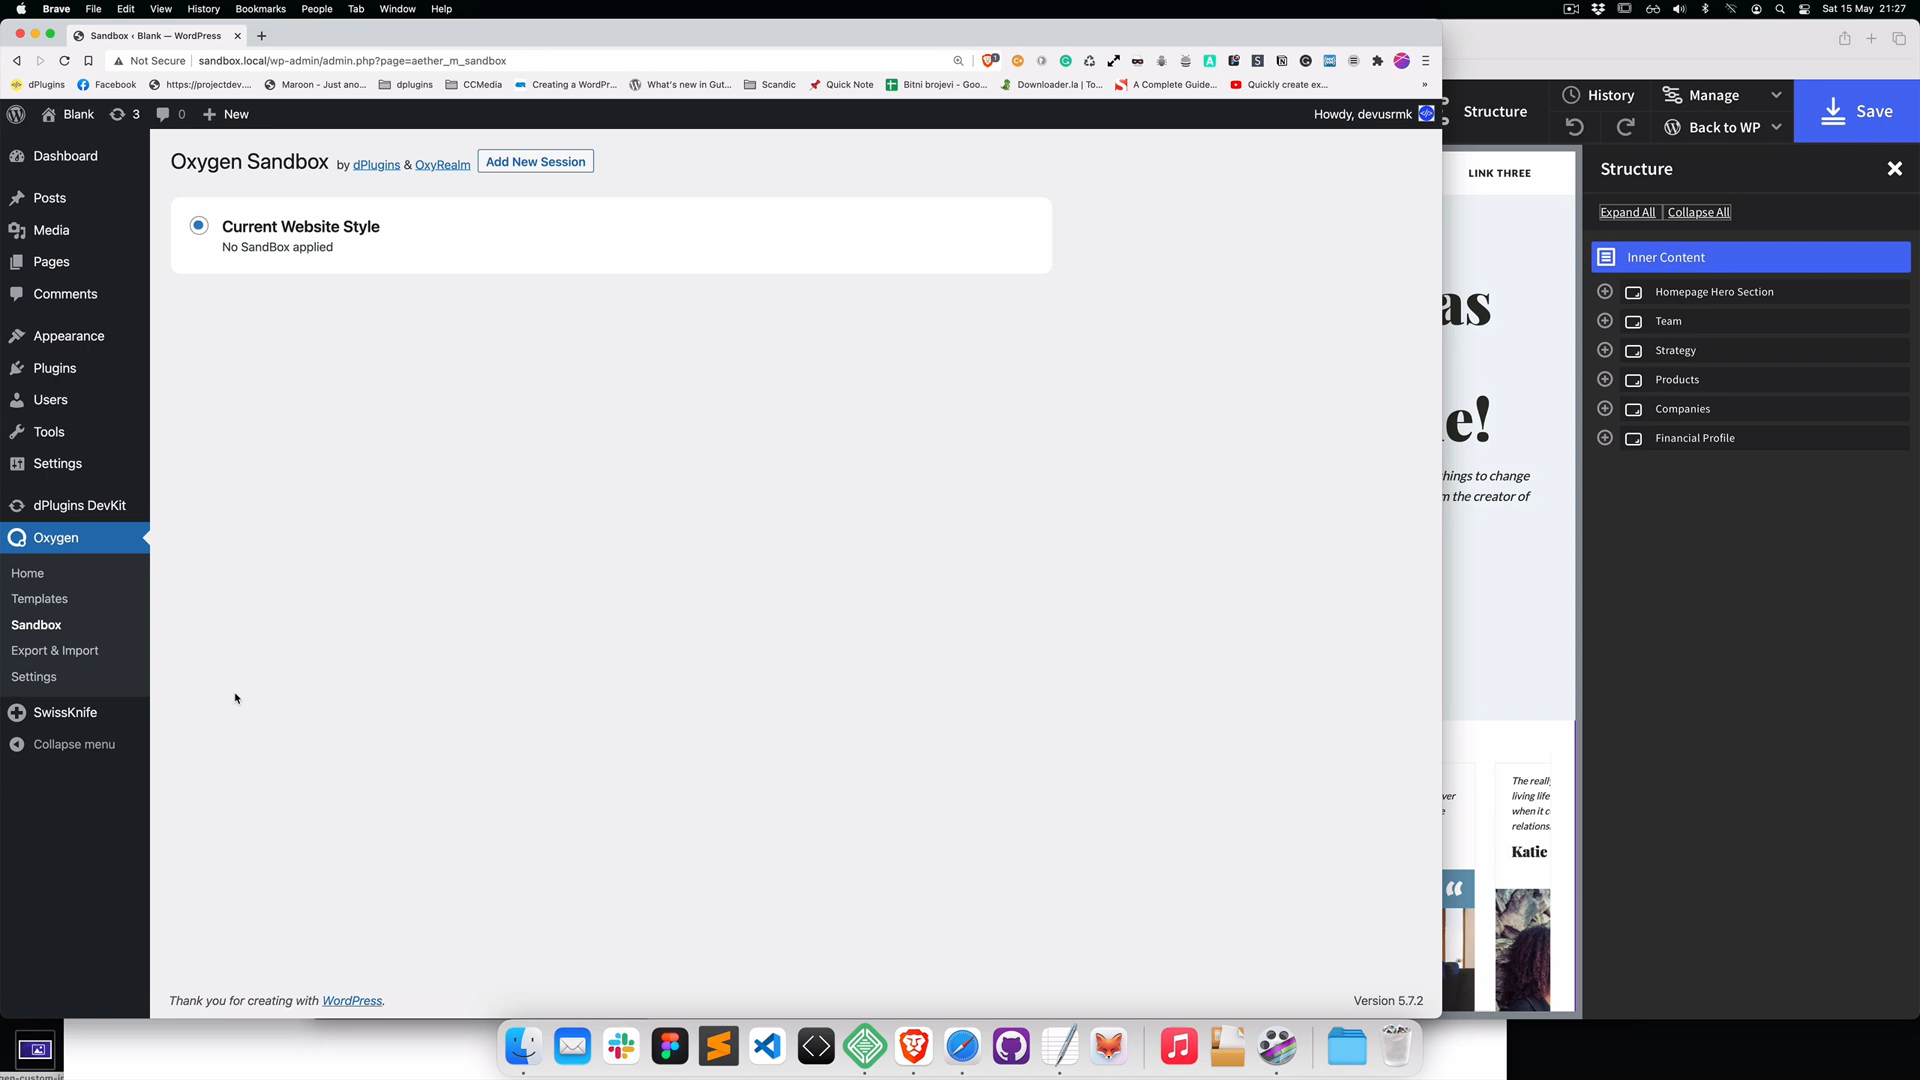 Brave File Edit View History Bookmarks People Tab Window Help
Sat 15 May 21:27
Sandbox ‹ Blank — WordPress
Not Secure sandbox.local/wp-admin/admin.php?page=aether_m_sandbox
dPlugins Facebook https://projectdev.... Maroon - Just ano... dplugins CCMedia Creating a WordPr... What's new in Gut... Scandic Quick Note Bitni brojevi - Goo... Downloader.la | To... A Complete Guide... Quickly create ex... »
Blank 3 0 New
Howdy, devusrmk
Dashboard
Posts
Media
Pages
Comments
Appearance
Plugins
Users
Tools
Settings
dPlugins DevKit
Oxygen
Home
Templates
Sandbox
Export & Import
Settings
SwissKnife
Collapse menu
Oxygen Sandbox by dPlugins & OxyRealm Add New Session
Current Website Style
No SandBox applied
Thank you for creating with WordPress.
Version 5.7.2
Structure
History
Manage
Back to WP
Save
LINK THREE
as
e!
hings to change
m the creator of
ver
e
The really
living life
when it c
relations
Katie
Structure
Expand All Collapse All
Inner Content
Homepage Hero Section
Team
Strategy
Products
Companies
Financial Profile